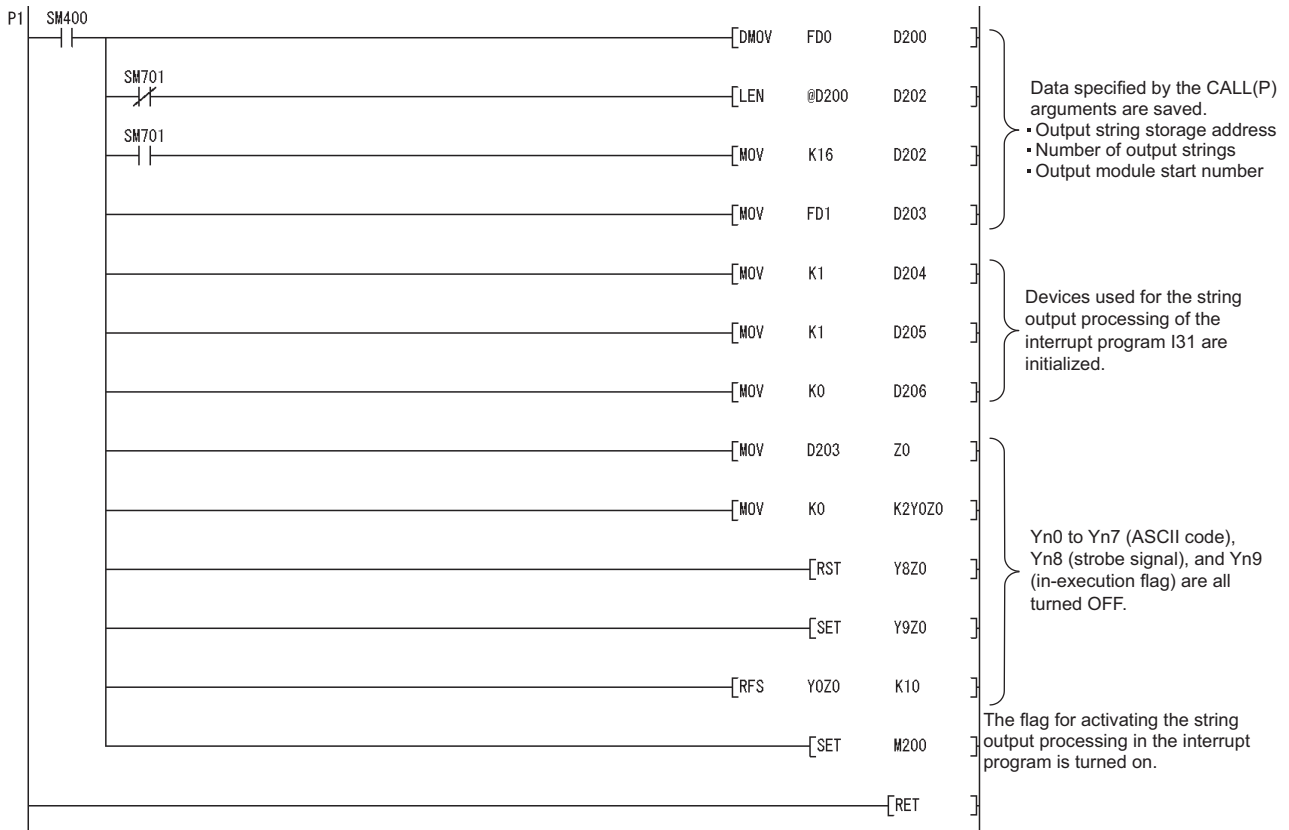 P1 SM400
DMOV FD0 D200
SM701
LEN @D200 D202
SM701
MOV K16 D202
MOV FD1 D203
Data specified by the CALL(P)
arguments are saved.
▪ Output string storage address
▪ Number of output strings
▪ Output module start number
MOV K1 D204
MOV K1 D205
MOV K0 D206
Devices used for the string
output processing of the
interrupt program I31 are
initialized.
MOV D203 Z0
MOV K0 K2Y0Z0
RST Y8Z0
SET Y9Z0
RFS Y0Z0 K10
Yn0 to Yn7 (ASCII code),
Yn8 (strobe signal), and Yn9
(in-execution flag) are all
turned OFF.
SET M200
The flag for activating the string
output processing in the interrupt
program is turned on.
RET